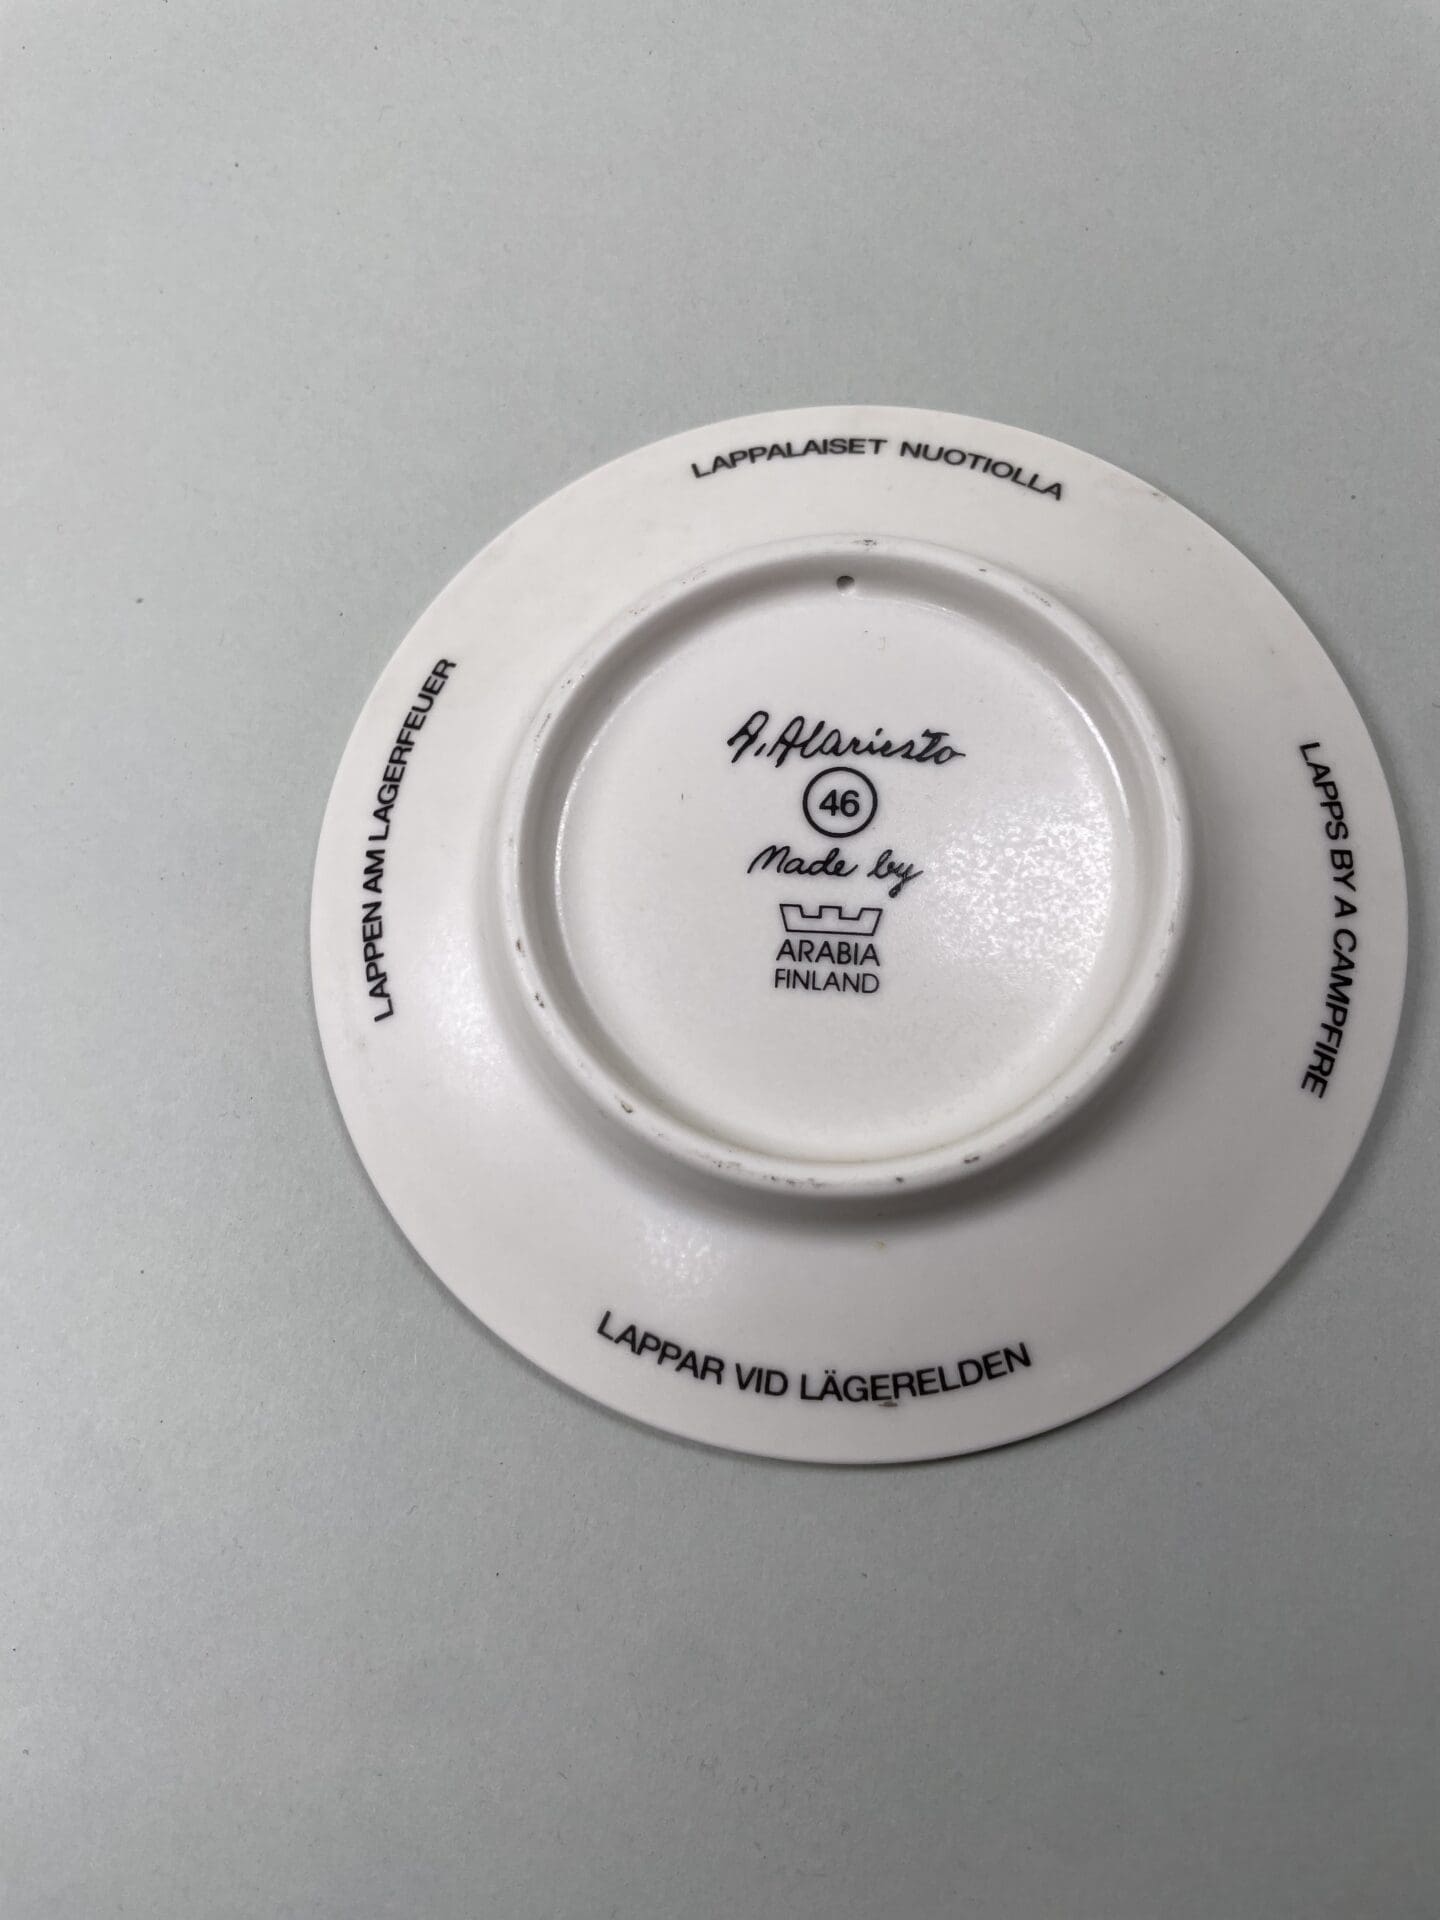 LAPPALAISET NUOTIOLLA
LAPPEN AM LAGERFEUER
A. Alariesto
46
Made by
ARABIA
FINLAND
LAPPS BY A CAMPFIRE
LAPPAR VID LÄGERELDEN